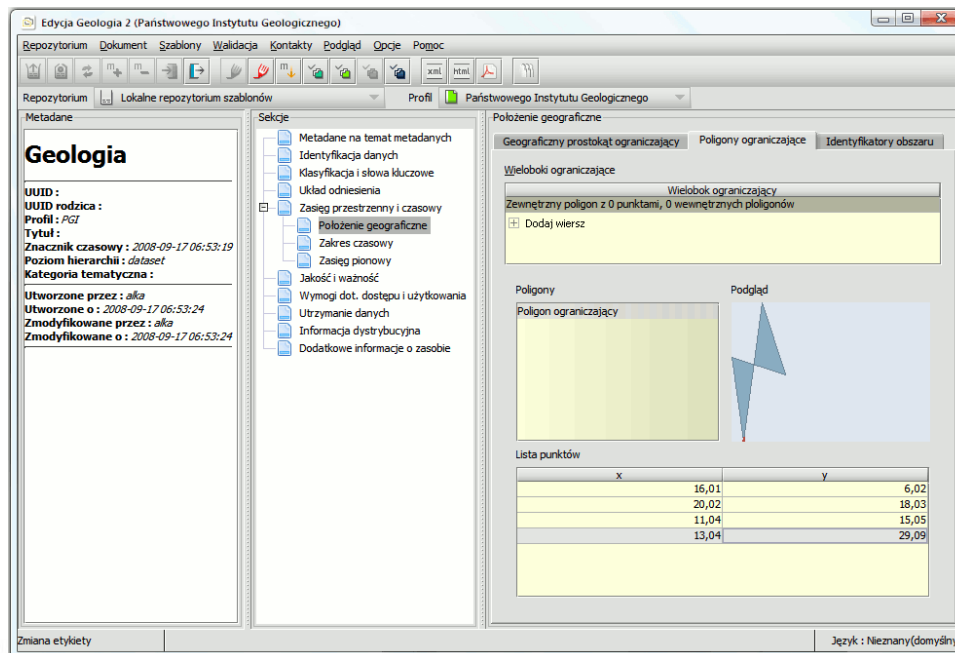 Edycja Geologia 2 (Państwowego Instytutu Geologicznego)
Repozytorium Dokument Szablony Walidacja Kontakty Podgląd Opcje Pomoc
xml html
Repozytorium Lokalne repozytorium szablonów Profil Państwowego Instytutu Geologicznego
Metadane
Geologia
UUID :
UUID rodzica :
Profil : PGI
Tytuł :
Znacznik czasowy : 2008-09-17 06:53:19
Poziom hierarchii : dataset
Kategoria tematyczna :
Utworzone przez : alka
Utworzone o : 2008-09-17 06:53:24
Zmodyfikowane przez : alka
Zmodyfikowane o : 2008-09-17 06:53:24
Sekcje
Metadane na temat metadanych
Identyfikacja danych
Klasyfikacja i słowa kluczowe
Układ odniesienia
Zasięg przestrzenny i czasowy
Położenie geograficzne
Zakres czasowy
Zasięg pionowy
Jakość i ważność
Wymogi dot. dostępu i użytkowania
Utrzymanie danych
Informacja dystrybucyjna
Dodatkowe informacje o zasobie
Położenie geograficzne
Geograficzny prostokąt ograniczający Poligony ograniczające Identyfikatory obszaru
Wieloboki ograniczające
Wielobok ograniczający
Zewnętrzny poligon z 0 punktami, 0 wewnętrznych ploligonów
Dodaj wiersz
Poligony Podgląd
Poligon ograniczający
Lista punktów
x y
16,01 6,02
20,02 18,03
11,04 15,05
13,04 29,09
Zmiana etykiety Język : Nieznany(domyślny